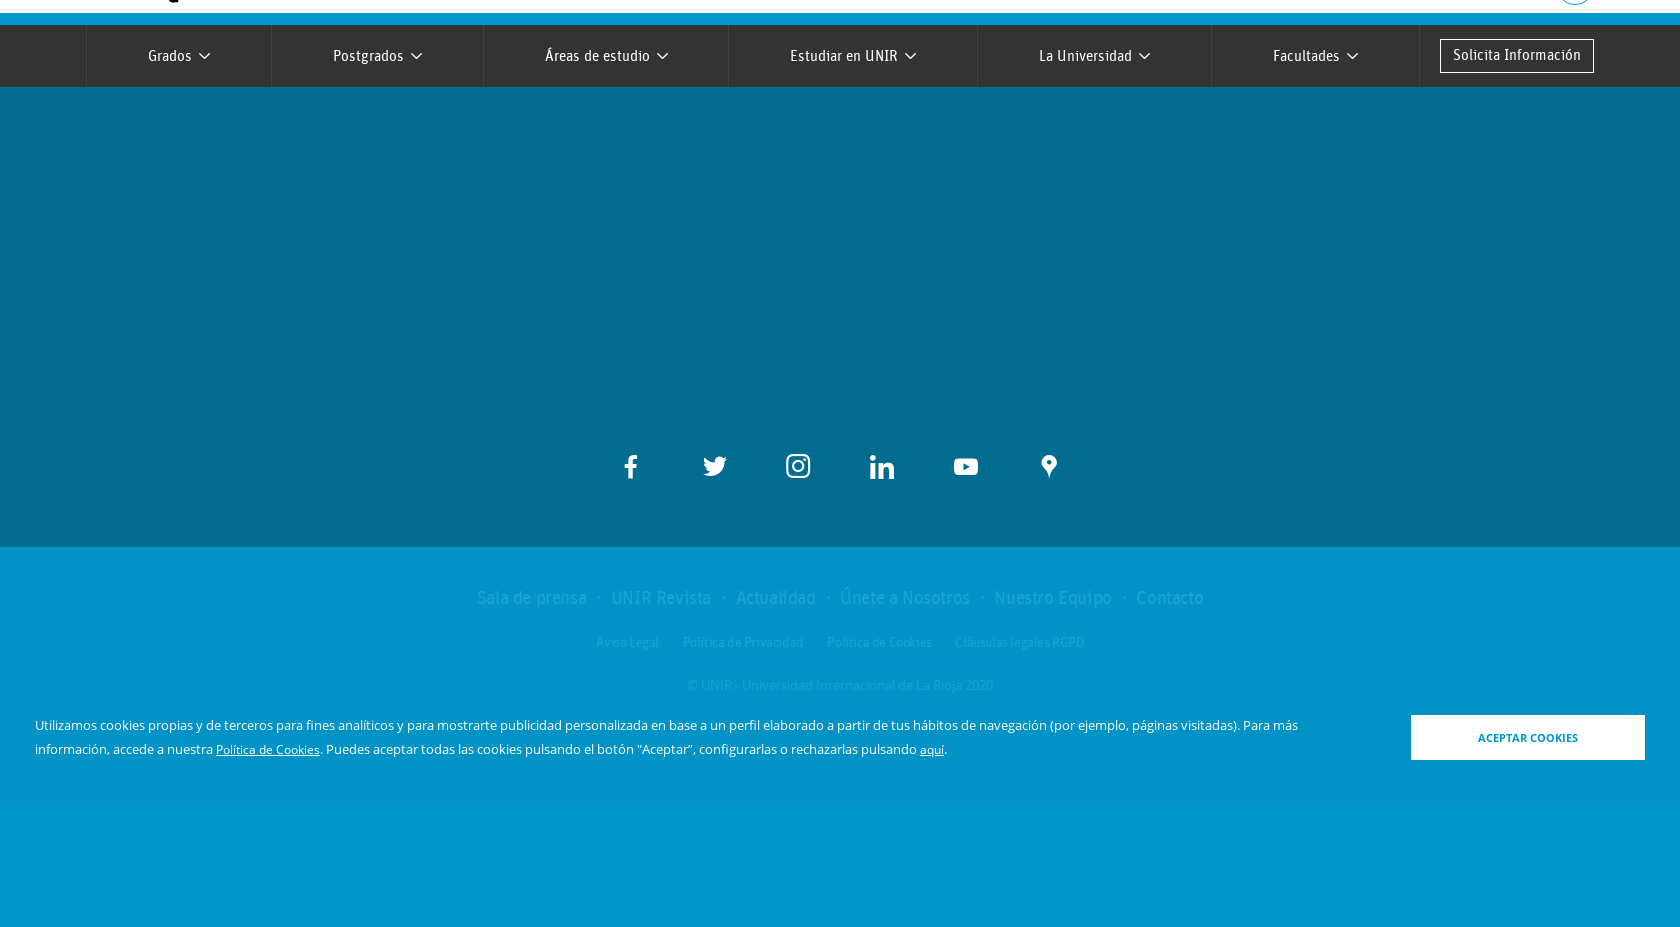 Grados
Postgrados
Áreas de estudio
Estudiar en UNIR
La Universidad
Facultades
Solicita Información
Sala de prensa · UNIR Revista · Actualidad · Únete a Nosotros · Nuestro Equipo · Contacto
Aviso Legal · Política de Privacidad Política de Cookies Cláusulas legales RGPD
© UNIR - Universidad Internacional de La Rioja 2020
Utilizamos cookies propias y de terceros para fines analíticos y para mostrarte publicidad personalizada en base a un perfil elaborado a partir de tus hábitos de navegación (por ejemplo, páginas visitadas). Para más
información, accede a nuestra Política de Cookies. Puedes aceptar todas las cookies pulsando el botón "Aceptar”, configurarlas o rechazarlas pulsando aquí.
ACEPTAR COOKIES